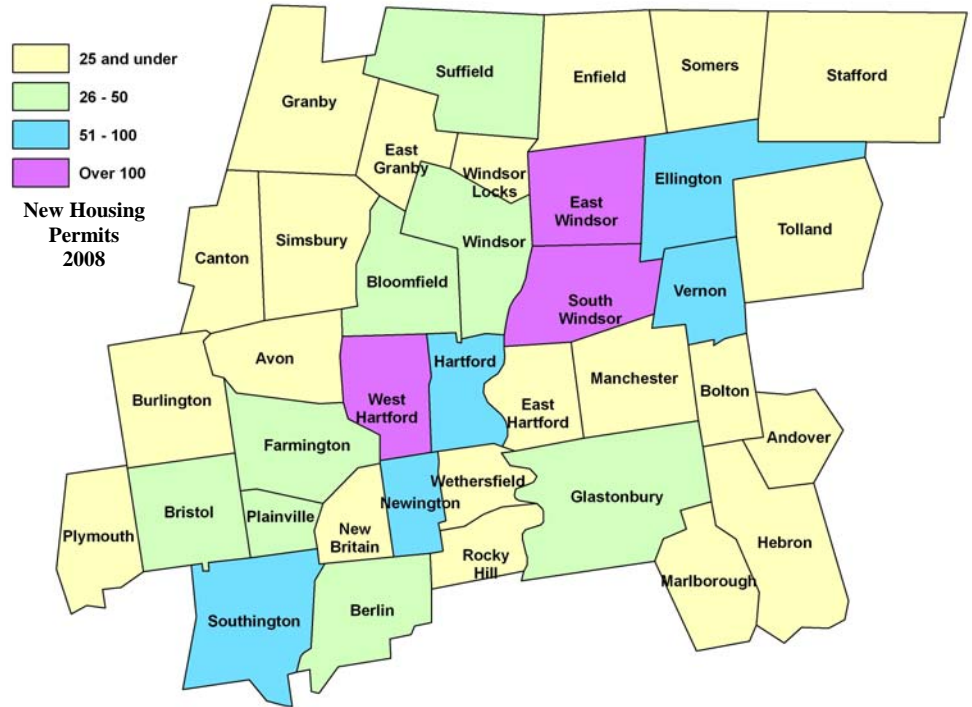 25 and under
26 - 50
51 - 100
Over 100
New Housing
Permits
2008
Granby
Suffield
Enfield
Somers
Stafford
East
Granby
Windsor
Locks
East
Windsor
Ellington
Tolland
Canton
Simsbury
Bloomfield
Windsor
South
Windsor
Vernon
Burlington
Avon
West
Hartford
Hartford
East
Hartford
Manchester
Bolton
Andover
Farmington
Plymouth
Bristol
Plainville
New
Britain
Newington
Wethersfield
Rocky
Hill
Glastonbury
Hebron
Marlborough
Southington
Berlin